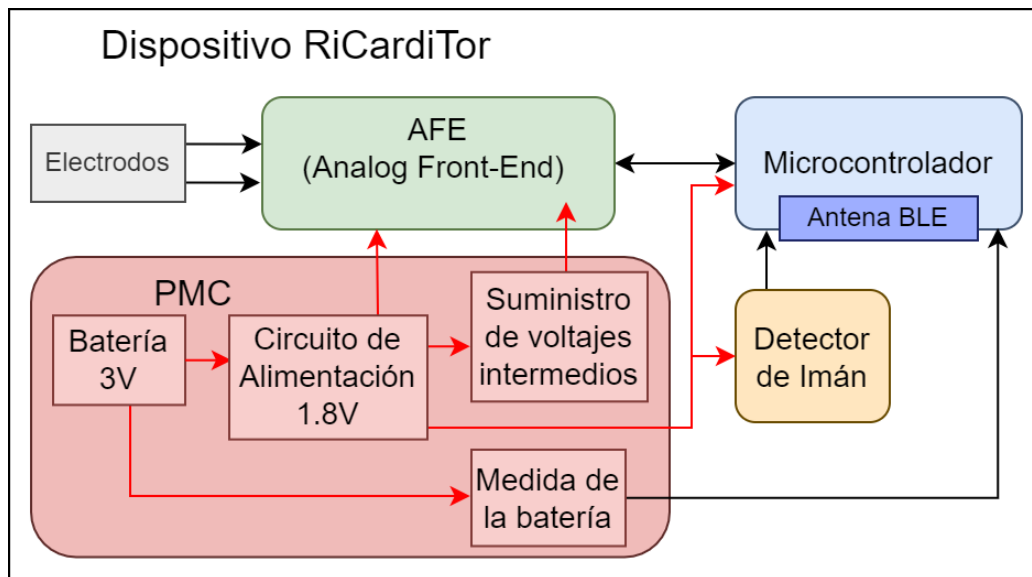 Dispositivo RiCardiTor
Electrodos
AFE
(Analog Front-End)
Microcontrolador
Antena BLE
PMC
Batería
3V
Circuito de
Alimentación
1.8V
Suministro
de voltajes
intermedios
Detector
de Imán
Medida de
la batería